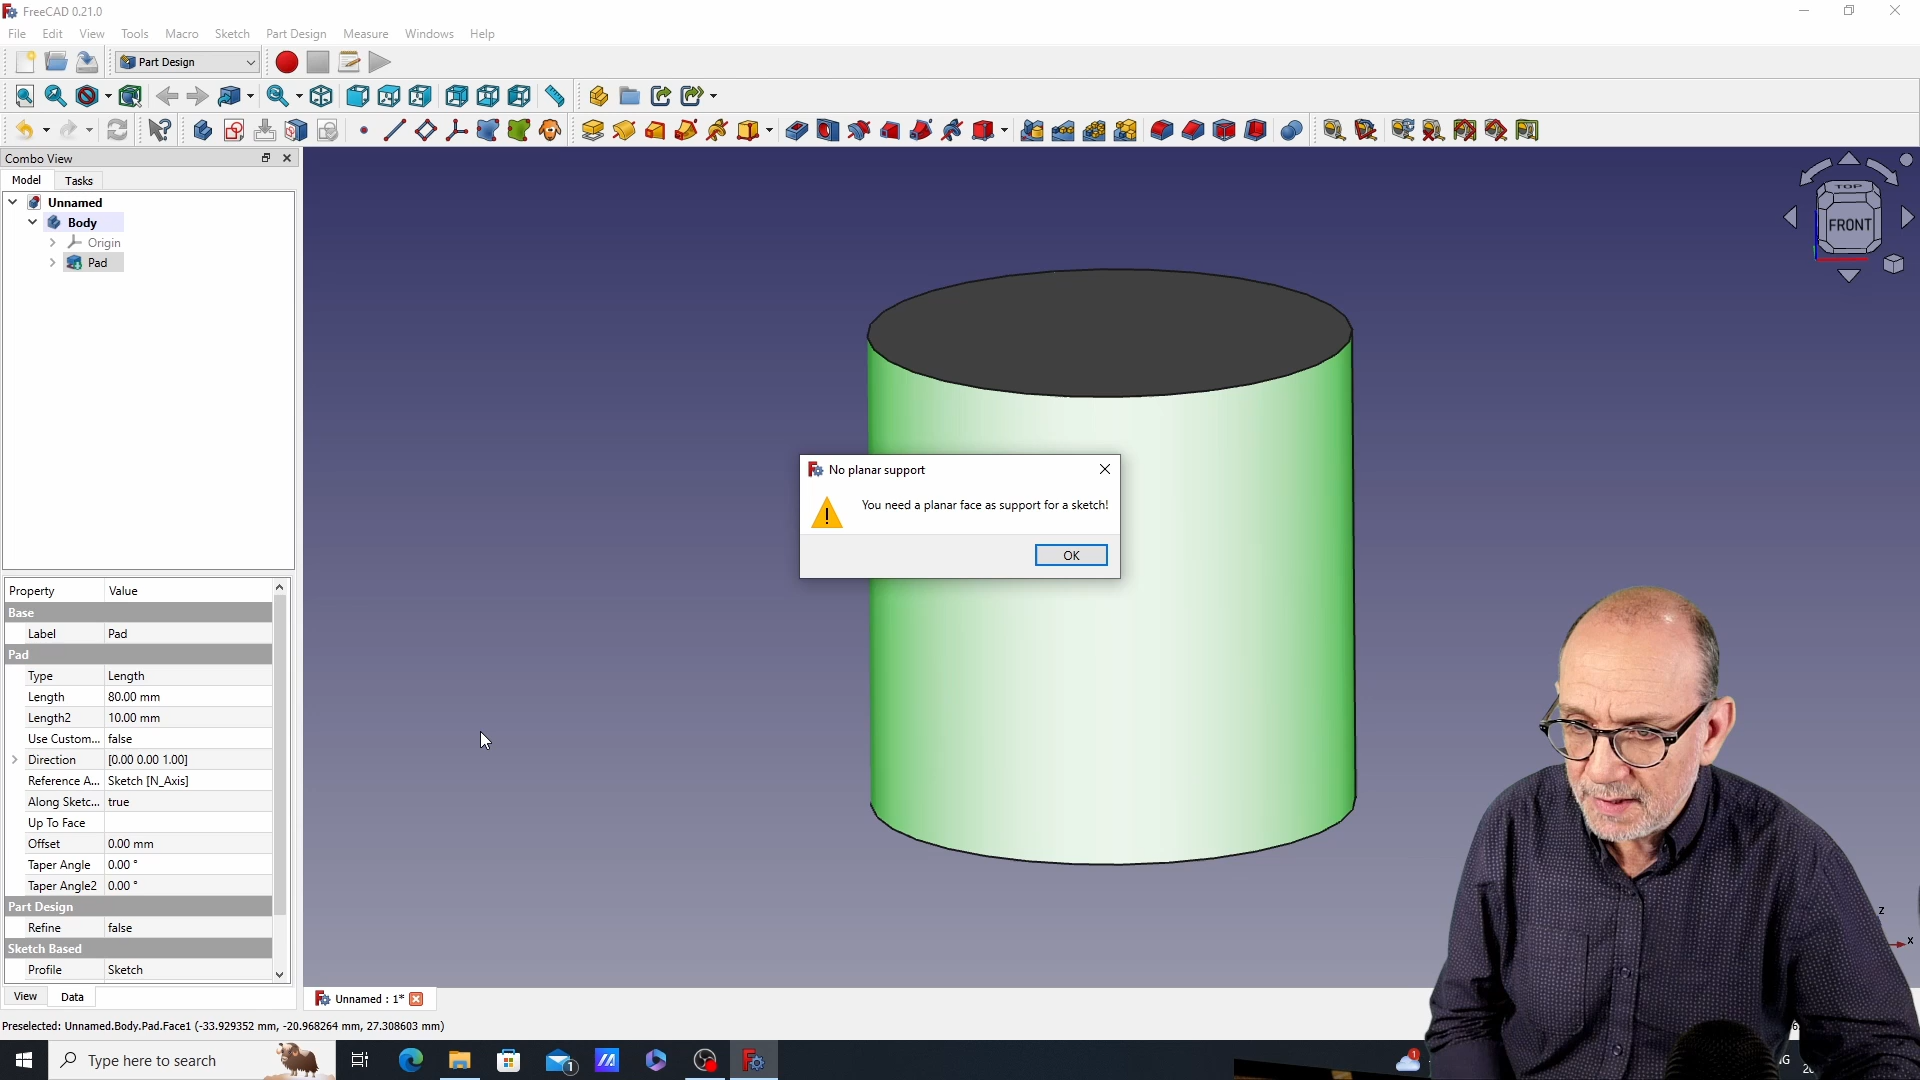 FreeCAD 0.21.0
File Edit View Tools Macro Sketch Part Design Measure Windows Help
Part Design
Combo View
Model Tasks
Unnamed
Body
Origin
Pad
TOP
FRONT
No planar support
You need a planar face as support for a sketch!
OK
Property Value
Base
Label Pad
Pad
Type Length
Length 80.00 mm
Length2 10.00 mm
Use Custom... false
Direction [0.00 0.00 1.00]
Reference A... Sketch [N_Axis]
Along Sketc... true
Up To Face
Offset 0.00 mm
Taper Angle 0.00 °
Taper Angle2 0.00 °
Part Design
Refine false
Sketch Based
Profile Sketch
View Data
Unnamed : 1*
Z
X
Preselected: Unnamed.Body.Pad.Face1 (-33.929352 mm, -20.968264 mm, 27.308603 mm)
Type here to search
1
1